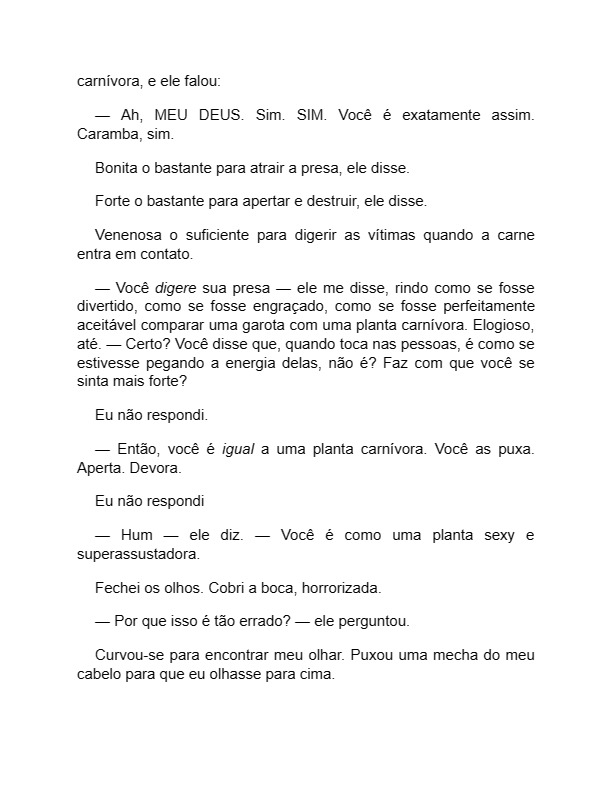 carnívora, e ele falou:
— Ah, MEU DEUS. Sim. SIM. Você é exatamente assim.
Caramba, sim.
Bonita o bastante para atrair a presa, ele disse.
Forte o bastante para apertar e destruir, ele disse.
Venenosa o suficiente para digerir as vítimas quando a carne
entra em contato.
— Você digere sua presa — ele me disse, rindo como se fosse
divertido, como se fosse engraçado, como se fosse perfeitamente
aceitável comparar uma garota com uma planta carnívora. Elogioso,
até. — Certo? Você disse que, quando toca nas pessoas, é como se
estivesse pegando a energia delas, não é? Faz com que você se
sinta mais forte?
Eu não respondi.
— Então, você é igual a uma planta carnívora. Você as puxa.
Aperta. Devora.
Eu não respondi
— Hum — ele diz. — Você é como uma planta sexy e
superassustadora.
Fechei os olhos. Cobri a boca, horrorizada.
— Por que isso é tão errado? — ele perguntou.
Curvou-se para encontrar meu olhar. Puxou uma mecha do meu
cabelo para que eu olhasse para cima.